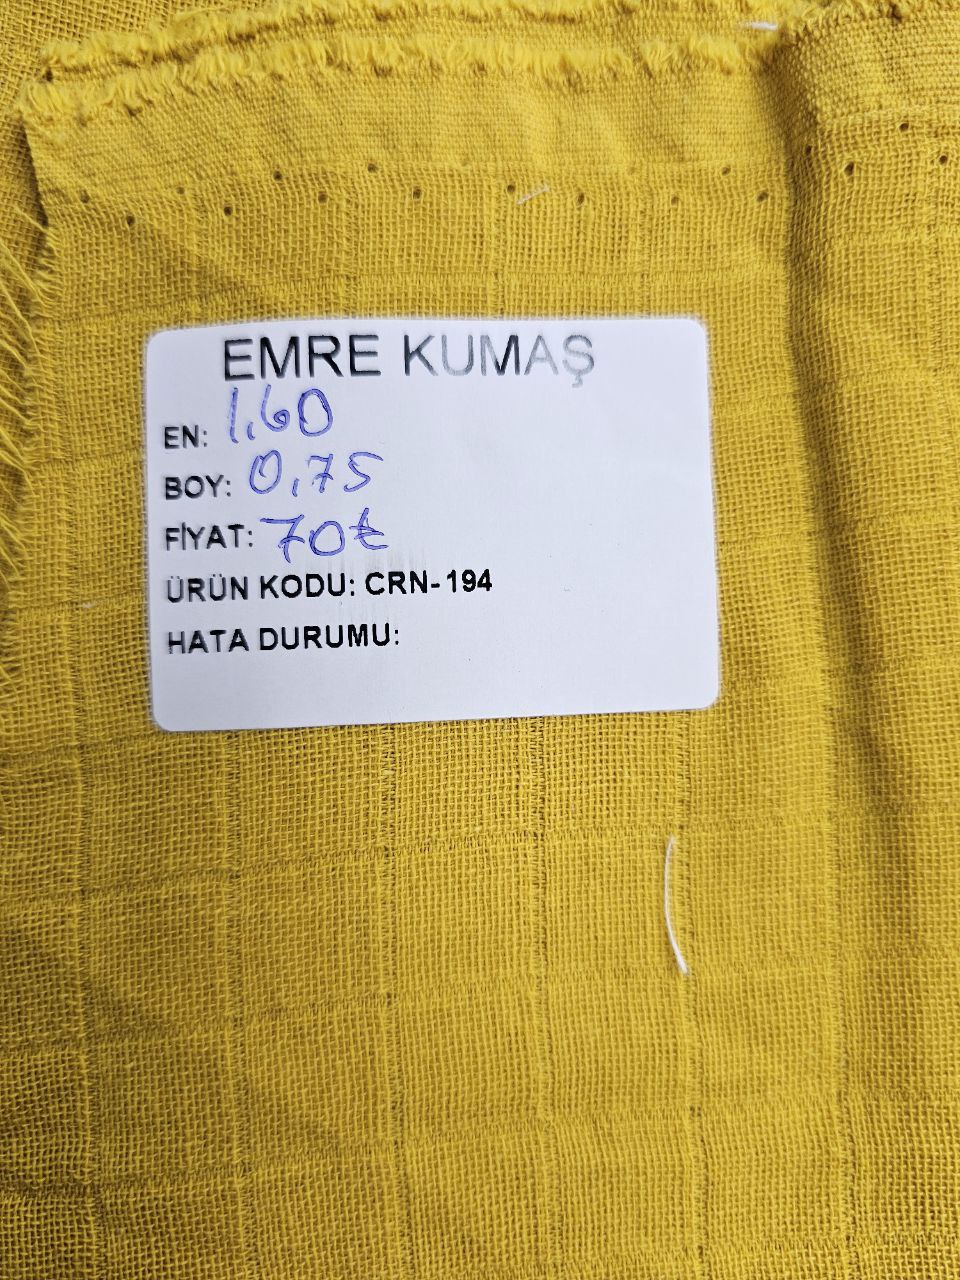 EMRE KUMAŞ
EN: 1,60
BOY: 0,75
FİYAT: 70₺
ÜRÜN KODU: CRN-194
HATA DURUMU: